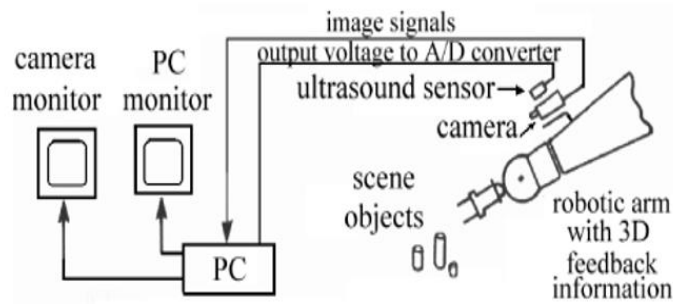 image signals
output voltage to A/D converter
camera
monitor
PC
monitor
ultrasound sensor
camera
scene
objects
robotic arm
with 3D
feedback
information
PC